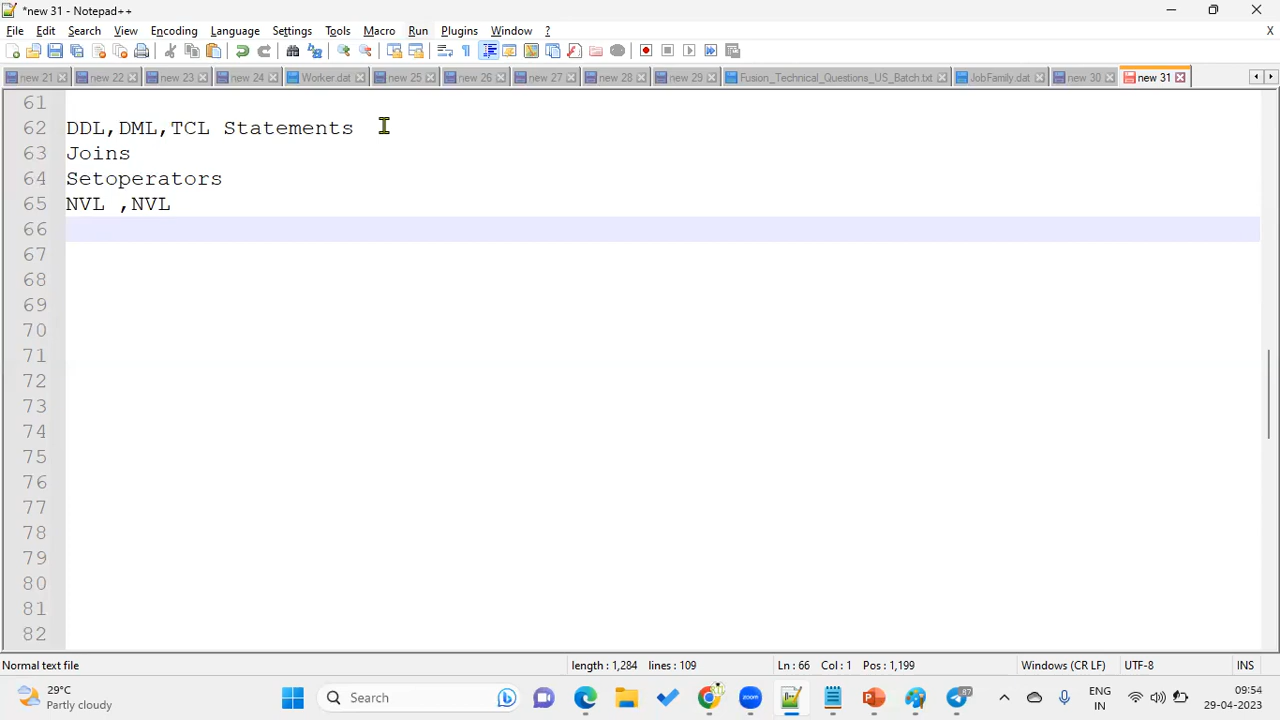 *new 31 - Notepad++
File Edit Search View Encoding Language Settings Tools Macro Run Plugins Window ? X
new 21 new 22 new 23 new 24 Worker.dat new 25 new 26 new 27 new 28 new 29 Fusion_Technical_Questions_US_Batch.txt JobFamily.dat new 30 new 31
61
62 DDL,DML,TCL Statements
63 Joins
64 Setoperators
65 NVL ,NVL
66
67
68
69
70
71
72
73
74
75
76
77
78
79
80
81
82
Normal text file length : 1,284 lines : 109 Ln : 66 Col : 1 Pos : 1,199 Windows (CR LF) UTF-8 INS
29°C
Partly cloudy
Search
zoom
87
ENG
IN
09:54
29-04-2023